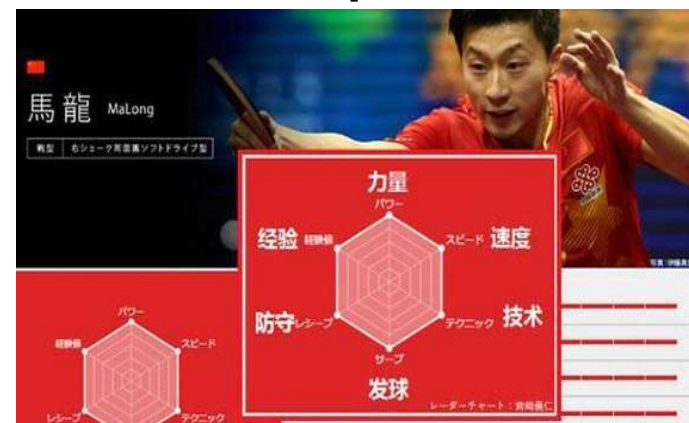 馬龍 MaLong
戦型 右シェーク両面裏ソフトドライブ型
力量
パワー
经验 経験値
スピード 速度
防守 レシーブ
テクニック 技术
サーブ
发球
レーダーチャート:宮﨑義仁
パワー
経験値
スピード
レシーブ
テクニック